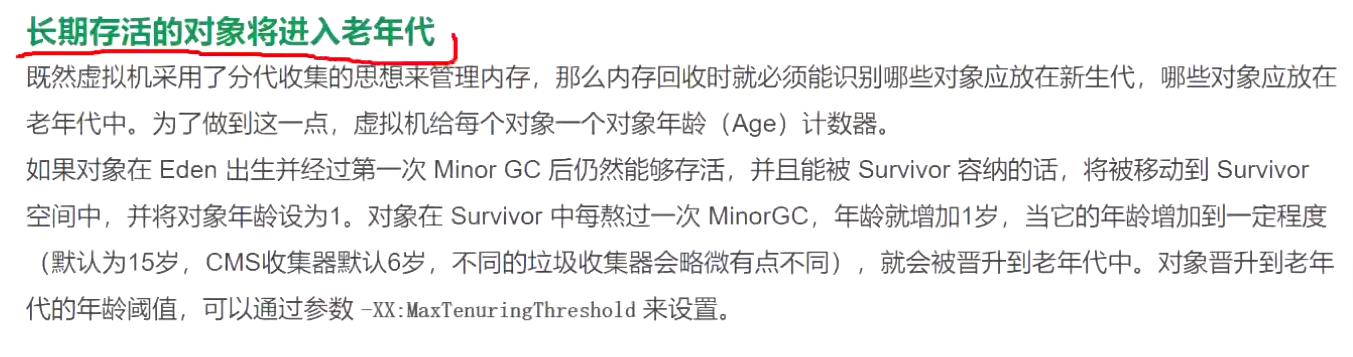 长期存活的对象将进入老年代
既然虚拟机采用了分代收集的思想来管理内存，那么内存回收时就必须能识别哪些对象应放在新生代，哪些对象应放在
老年代中。为了做到这一点，虚拟机给每个对象一个对象年龄（Age）计数器。
如果对象在 Eden 出生并经过第一次 Minor GC 后仍然能够存活，并且能被 Survivor 容纳的话，将被移动到 Survivor
空间中，并将对象年龄设为1。对象在 Survivor 中每熬过一次 MinorGC，年龄就增加1岁，当它的年龄增加到一定程度
（默认为15岁，CMS收集器默认6岁，不同的垃圾收集器会略微有点不同），就会被晋升到老年代中。对象晋升到老年
代的年龄阈值，可以通过参数 -XX:MaxTenuringThreshold 来设置。